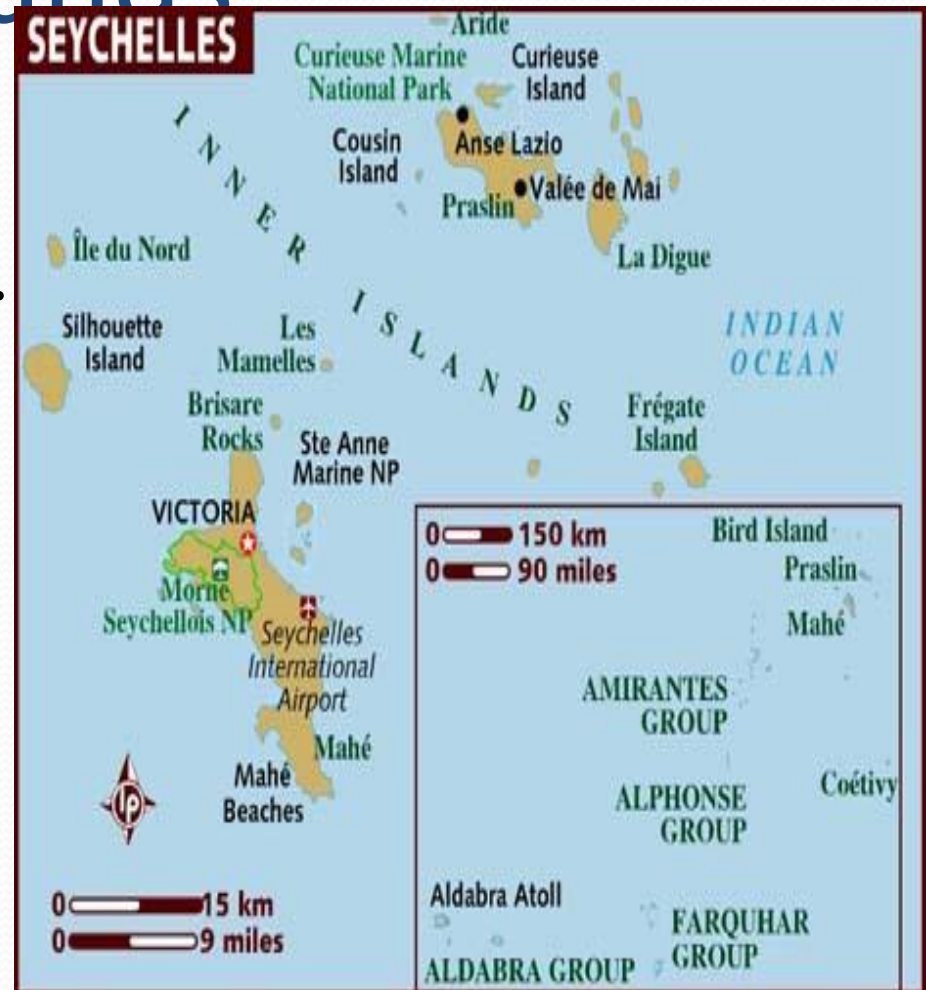 SEYCHELLES
Aride
Curieuse Marine
National Park
Curieuse
Island
Cousin
Island
Anse Lazio
Valée de Mai
Praslin
La Digue
INNER ISLANDS
Île du Nord
Silhouette
Island
Les
Mamelles
INDIAN
OCEAN
Brisare
Rocks
Frégate
Island
Ste Anne
Marine NP
VICTORIA
Morne
Seychellois NP
Seychelles
International
Airport
Mahé
Mahé
Beaches
LP
0 15 km
0 9 miles
0 150 km
0 90 miles
Bird Island
Praslin
Mahé
AMIRANTES
GROUP
Coétivy
ALPHONSE
GROUP
Aldabra Atoll
FARQUHAR
GROUP
ALDABRA GROUP